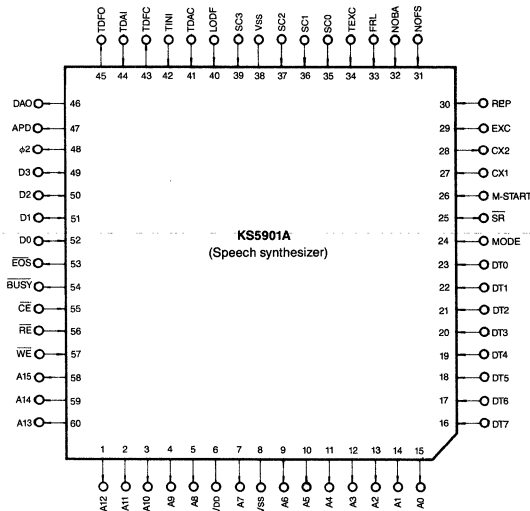 TDFO TDAI TDFC TINI TDAC LODF SC3 VSS SC2 SC1 SC0 TEXC FRL NOBA NOFS
45 44 43 42 41 40 39 38 37 36 35 34 33 32 31
DAO 46 30 REP
APD 47 29 EXC
ϕ2 48 28 CX2
D3 49 27 CX1
D2 50 26 M-START
D1 51 25 SR
D0 52 24 MODE
KS5901A
(Speech synthesizer)
EOS 53 23 DT0
BUSY 54 22 DT1
CE 55 21 DT2
RE 56 20 DT3
WE 57 19 DT4
A15 58 18 DT5
A14 59 17 DT6
A13 60 16 DT7
1 2 3 4 5 6 7 8 9 10 11 12 13 14 15
A12 A11 A10 A9 A8 VDD A7 VSS A6 A5 A4 A3 A2 A1 A0